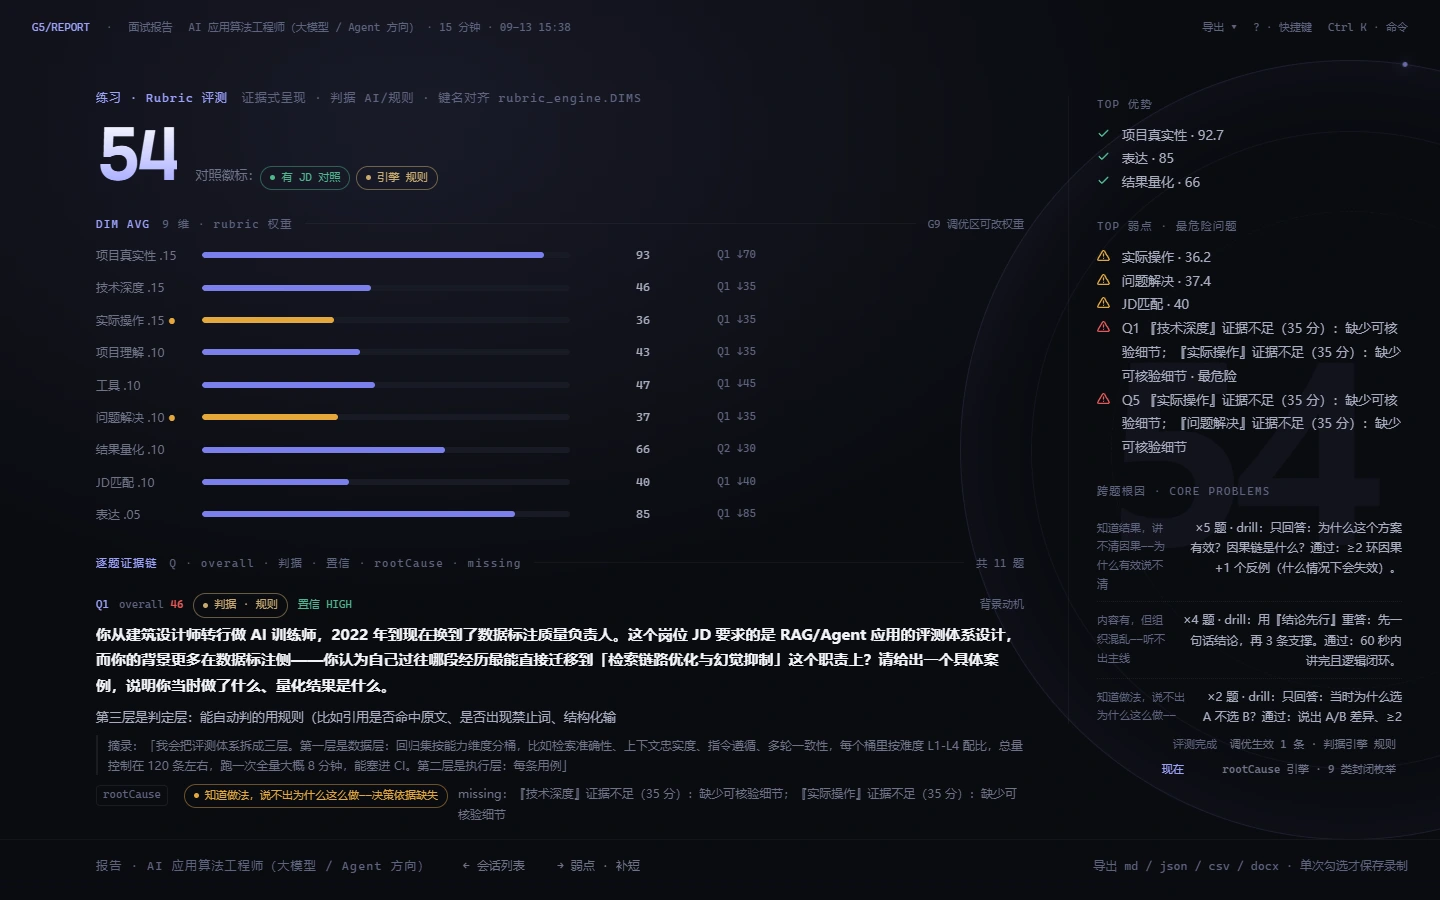 G5/REPORT · 面试报告 AI 应用算法工程师（大模型 / Agent 方向） · 15 分钟 · 09-13 15:38
导出 ▾ ? · 快捷键 Ctrl K · 命令
练习 · Rubric 评测 证据式呈现 · 判据 AI/规则 · 键名对齐 rubric_engine.DIMS
54
对照徽标： 有 JD 对照 引擎 规则
DIM AVG 9 维 · rubric 权重 G9 调优区可改权重
项目真实性 .15 93 Q1 ↓70
技术深度 .15 46 Q1 ↓35
实际操作 .15 36 Q1 ↓35
项目理解 .10 43 Q1 ↓35
工具 .10 47 Q1 ↓45
问题解决 .10 37 Q1 ↓35
结果量化 .10 66 Q2 ↓30
JD匹配 .10 40 Q1 ↓40
表达 .05 85 Q1 ↓85
逐题证据链 Q · overall · 判据 · 置信 · rootCause · missing 共 11 题
Q1 overall 46 判据 · 规则 置信 HIGH 背景动机
你从建筑设计师转行做 AI 训练师，2022 年到现在换到了数据标注质量负责人。这个岗位 JD 要求的是 RAG/Agent 应用的评测体系设计，
而你的背景更多在数据标注侧——你认为自己过往哪段经历最能直接迁移到「检索链路优化与幻觉抑制」这个职责上？请给出一个具体案
例，说明你当时做了什么、量化结果是什么。
第三层是判定层：能自动判的用规则（比如引用是否命中原文、是否出现禁止词、结构化输
摘录：「我会把评测体系拆成三层。第一层是数据层：回归集按能力维度分桶，比如检索准确性、上下文忠实度、指令遵循、多轮一致性，每个桶里按难度 L1-L4 配比，总量
控制在 120 条左右，跑一次全量大概 8 分钟，能塞进 CI。第二层是执行层：每条用例」
rootCause 知道做法，说不出为什么这么做—决策依据缺失 missing：『技术深度』证据不足（35 分）：缺少可核验细节；『实际操作』证据不足（35 分）：缺少可
核验细节
TOP 优势
项目真实性 · 92.7
表达 · 85
结果量化 · 66
TOP 弱点 · 最危险问题
实际操作 · 36.2
问题解决 · 37.4
JD匹配 · 40
Q1 『技术深度』证据不足（35 分）：缺少可核
验细节；『实际操作』证据不足（35 分）：缺少
可核验细节 · 最危险
Q5 『实际操作』证据不足（35 分）：缺少可核
验细节；『问题解决』证据不足（35 分）：缺少
可核验细节
54
跨题根因 · CORE PROBLEMS
知道结果，讲
不清因果—为
什么有效说不
清
×5 题 · drill：只回答：为什么这个方案
有效？因果链是什么？通过：≥2 环因果
+1 个反例（什么情况下会失效）。
内容有，但组
织混乱—听不
出主线
×4 题 · drill：用『结论先行』重答：先一
句话结论，再 3 条支撑。通过：60 秒内
讲完且逻辑闭环。
知道做法，说不出
为什么这么做—
×2 题 · drill：只回答：当时为什么选
A 不选 B？通过：说出 A/B 差异、≥2
评测完成 调优生效 1 条 · 判据引擎 规则
现在 rootCause 引擎 · 9 类封闭枚举
报告 · AI 应用算法工程师（大模型 / Agent 方向） ← 会话列表 → 弱点 · 补短
导出 md / json / csv / docx · 单次勾选才保存录制